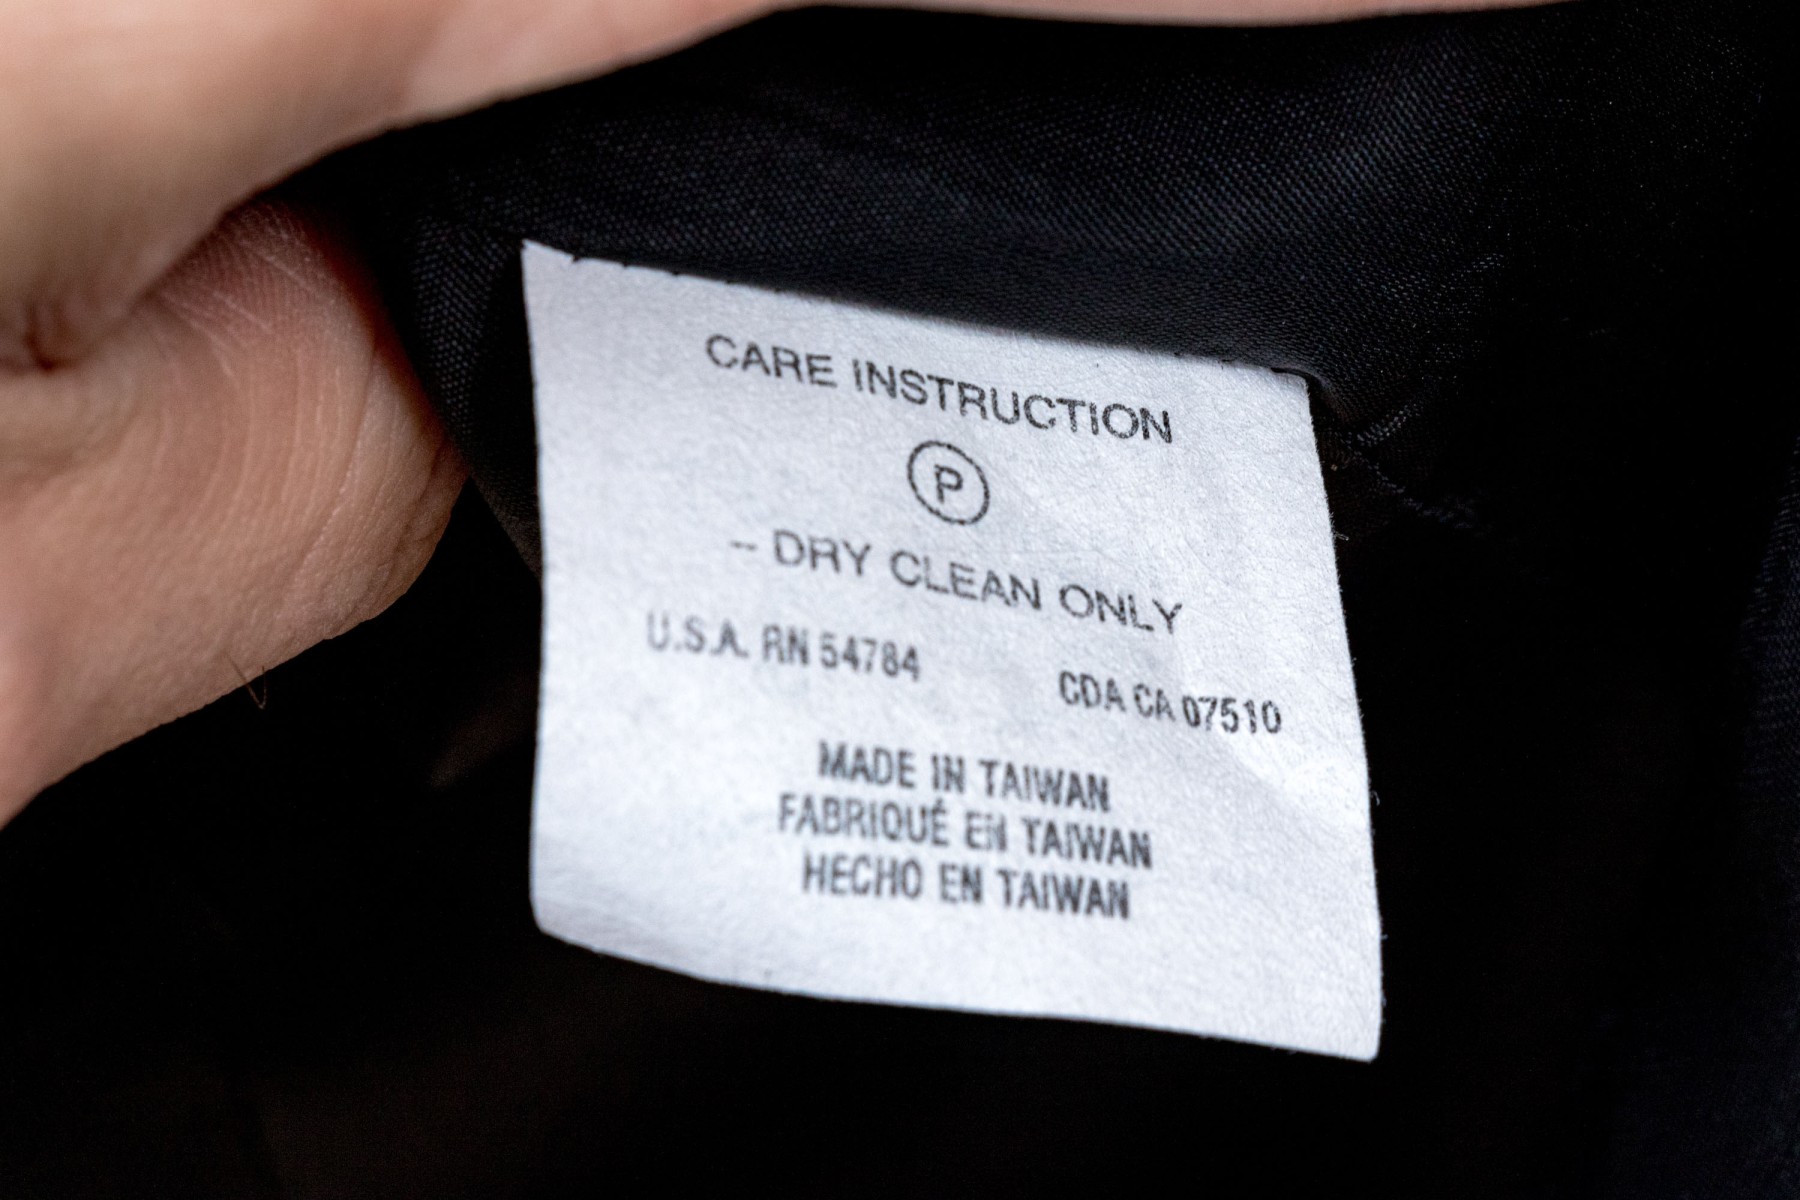 CARE INSTRUCTION
P
– DRY CLEAN ONLY
U.S.A. RN 54784 CDA CA 07510
MADE IN TAIWAN
FABRIQUÉ EN TAIWAN
HECHO EN TAIWAN